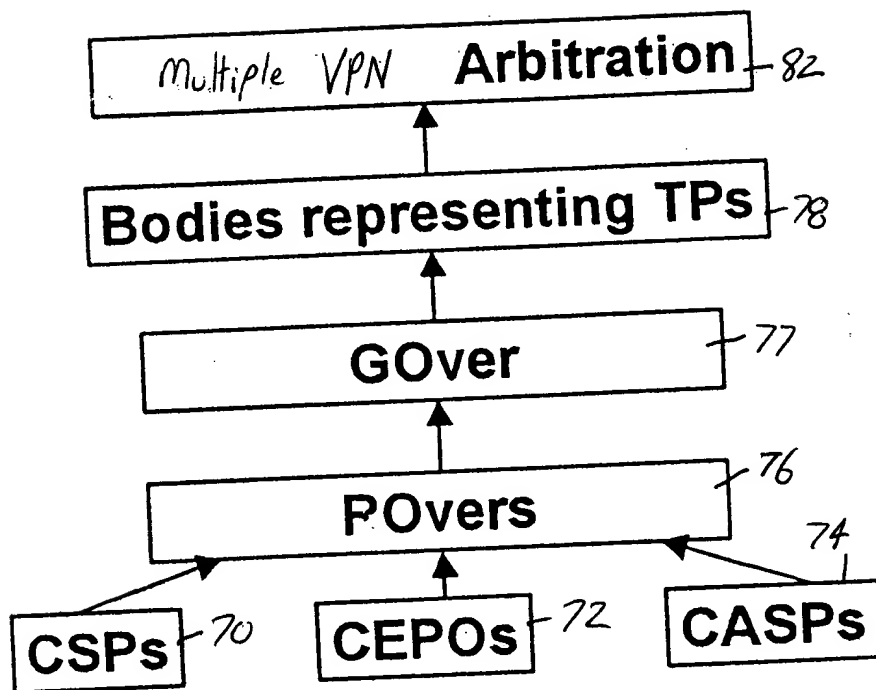 Multiple VPN Arbitration 82
Bodies representing TPs 78
GOver 77
POvers 76
74
CSPs 70 CEPOs 72 CASPs